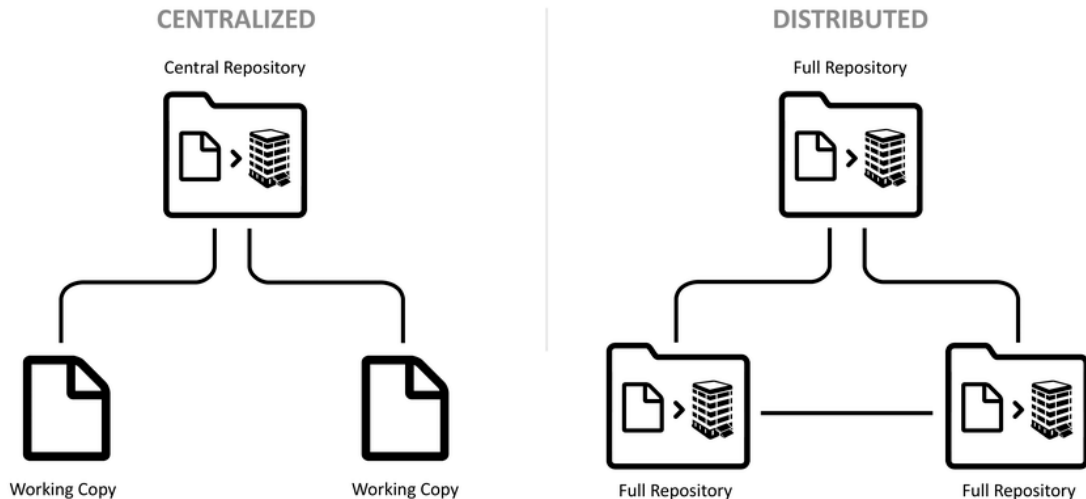 CENTRALIZED
Central Repository
Working Copy
Working Copy
DISTRIBUTED
Full Repository
Full Repository
Full Repository